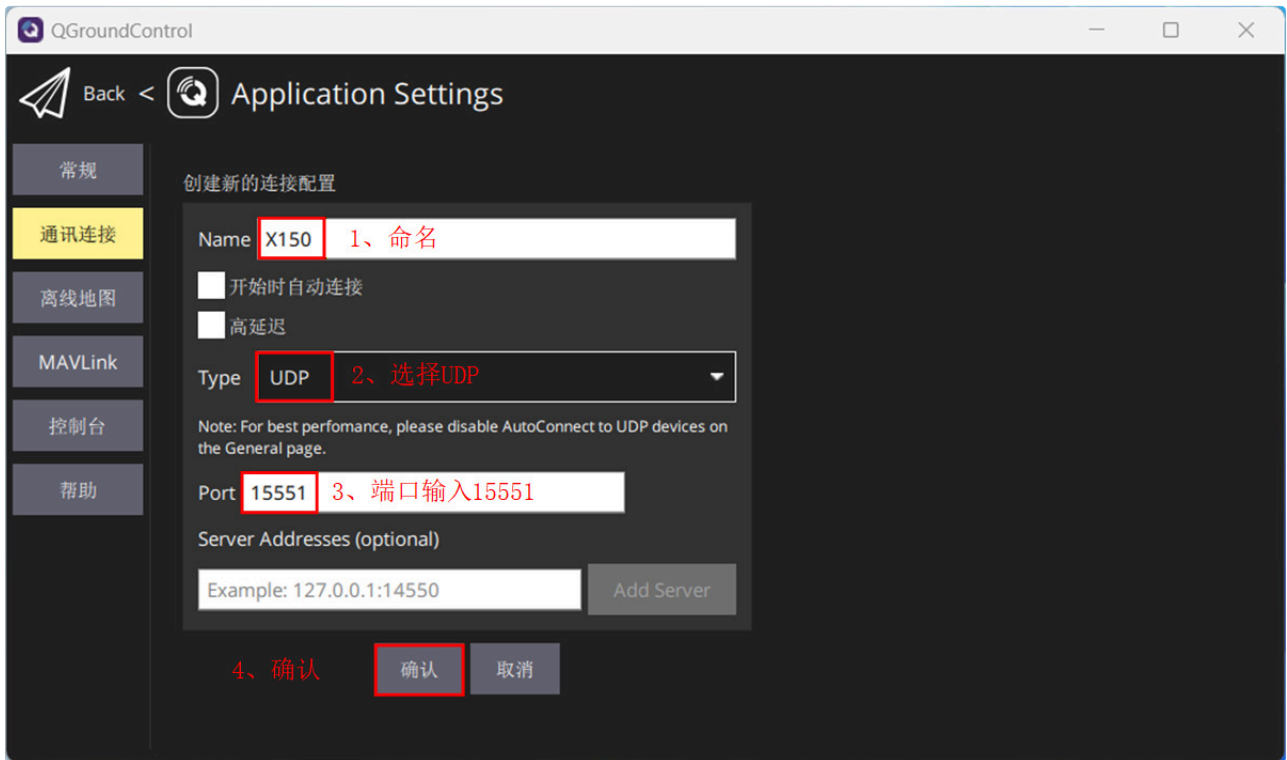 QGroundControl
Back < Application Settings
常规
通讯连接
离线地图
MAVLink
控制台
帮助
创建新的连接配置
Name X150 1、命名
开始时自动连接
高延迟
Type UDP 2、选择UDP
Note: For best perfomance, please disable AutoConnect to UDP devices on
the General page.
Port 15551 3、端口输入15551
Server Addresses (optional)
Example: 127.0.0.1:14550 Add Server
4、确认 确认 取消